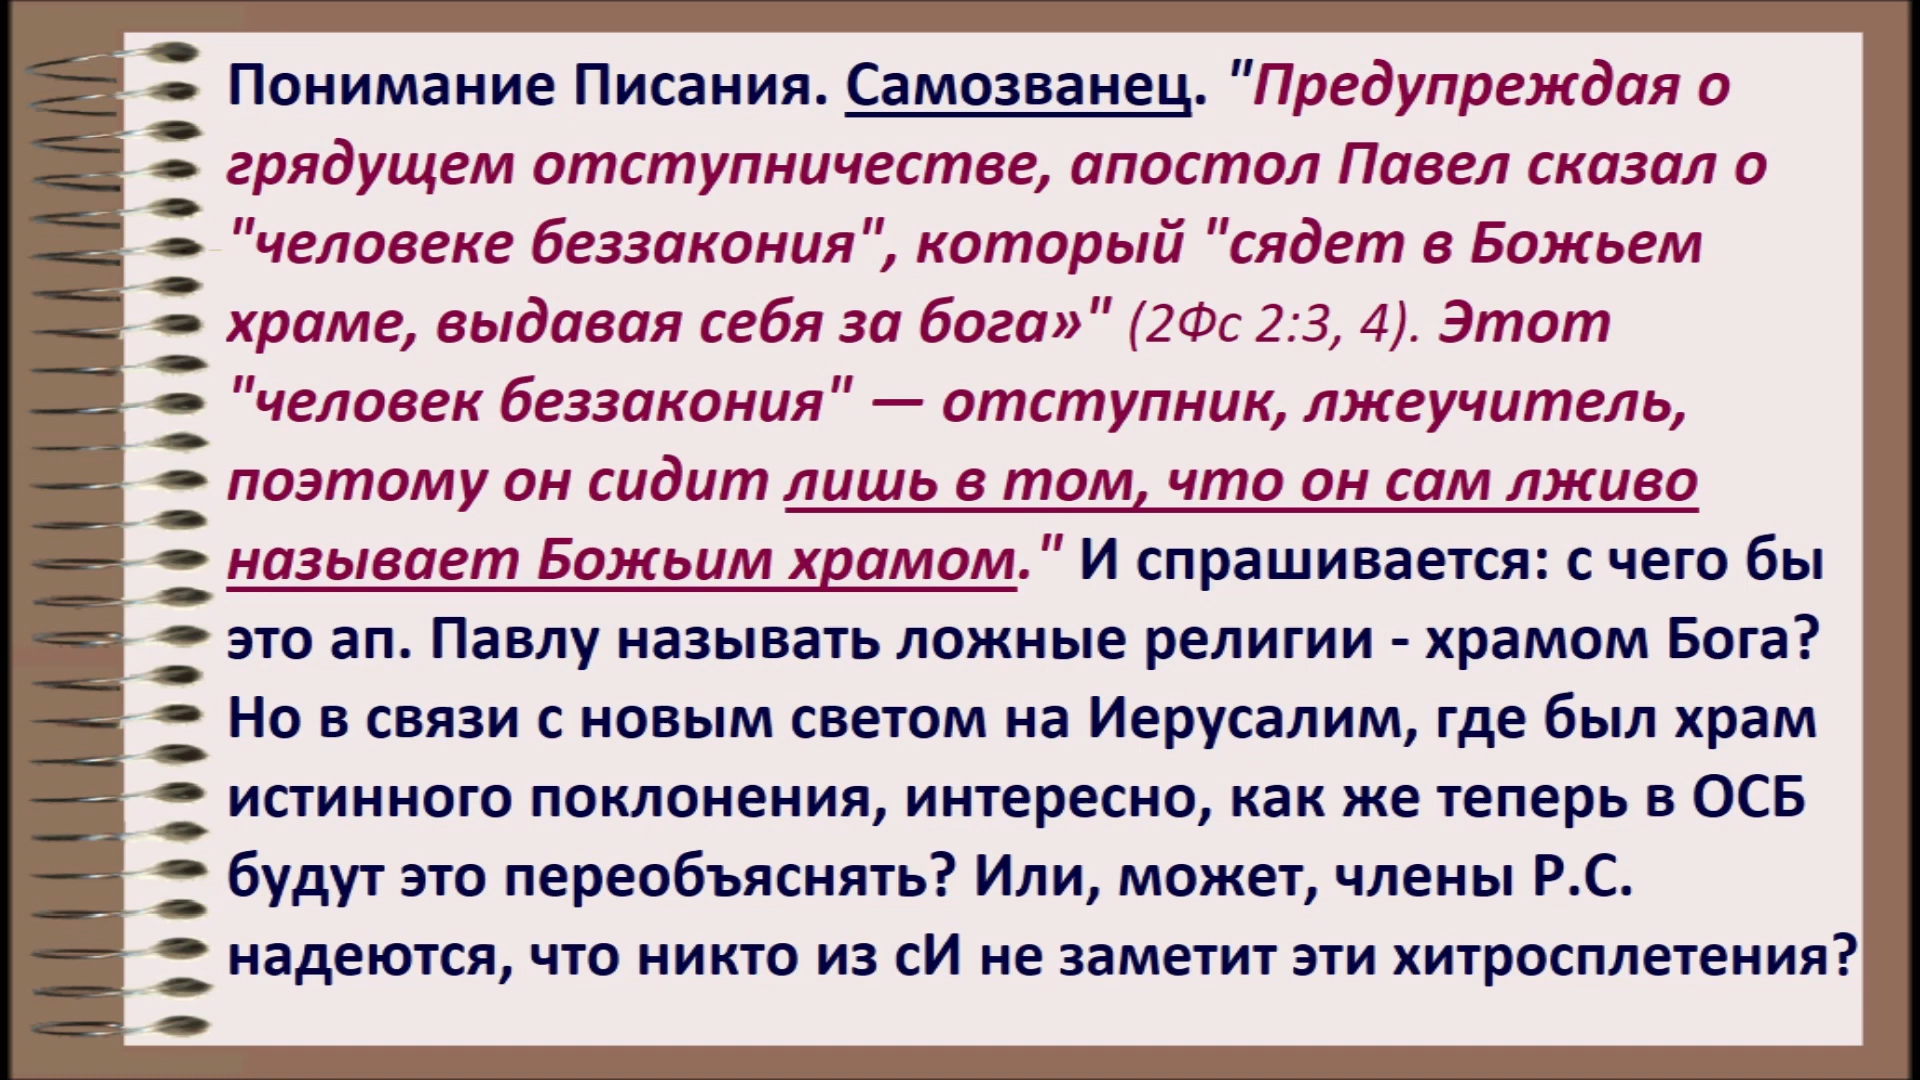 Понимание Писания. Самозванец. "Предупреждая о
грядущем отступничестве, апостол Павел сказал о
"человеке беззакония", который "сядет в Божьем
храме, выдавая себя за бога»" (2Фс 2:3, 4). Этот
"человек беззакония" — отступник, лжеучитель,
поэтому он сидит лишь в том, что он сам лживо
называет Божьим храмом." И спрашивается: с чего бы
это ап. Павлу называть ложные религии - храмом Бога?
Но в связи с новым светом на Иерусалим, где был храм
истинного поклонения, интересно, как же теперь в ОСБ
будут это переобъяснять? Или, может, члены Р.С.
надеются, что никто из сИ не заметит эти хитросплетения?